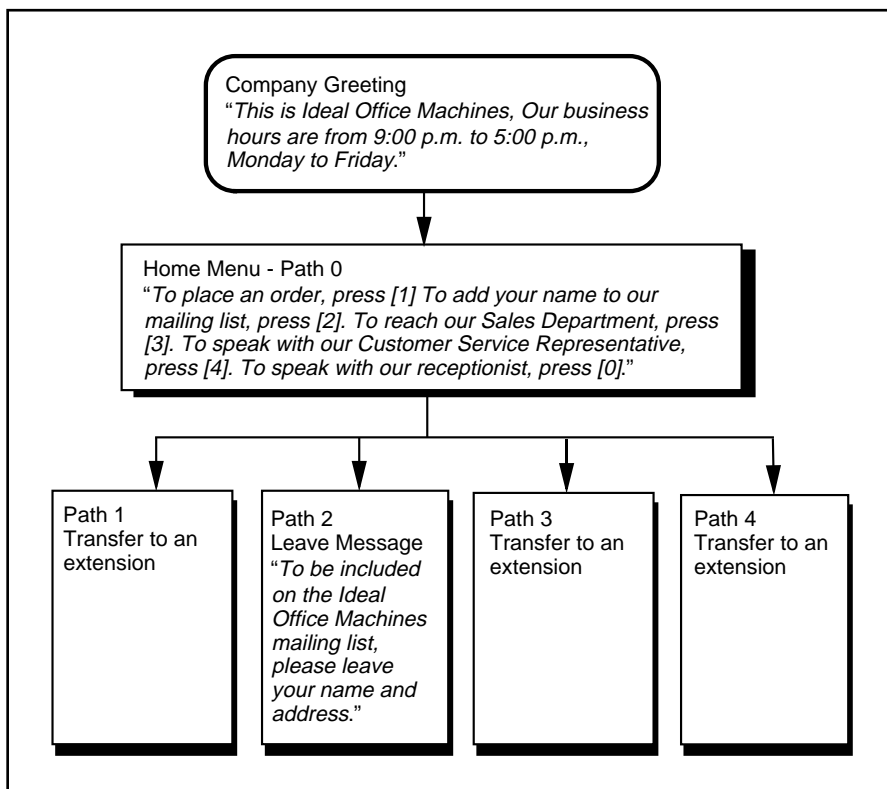 Company Greeting
“This is Ideal Office Machines, Our business
hours are from 9:00 p.m. to 5:00 p.m.,
Monday to Friday.”
Home Menu - Path 0
“To place an order, press [1] To add your name to our
mailing list, press [2]. To reach our Sales Department, press
[3]. To speak with our Customer Service Representative,
press [4]. To speak with our receptionist, press [0].”
Path 1
Transfer to an
extension
Path 2
Leave Message
“To be included
on the Ideal
Office Machines
mailing list,
please leave
your name and
address.”
Path 3
Transfer to an
extension
Path 4
Transfer to an
extension